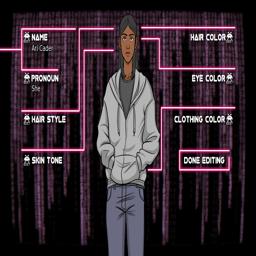 NAME
Ari Cader
PRONOUN
She
HAIR STYLE
SKIN TONE
HAIR COLOR
EYE COLOR
CLOTHING COLOR
DONE EDITING